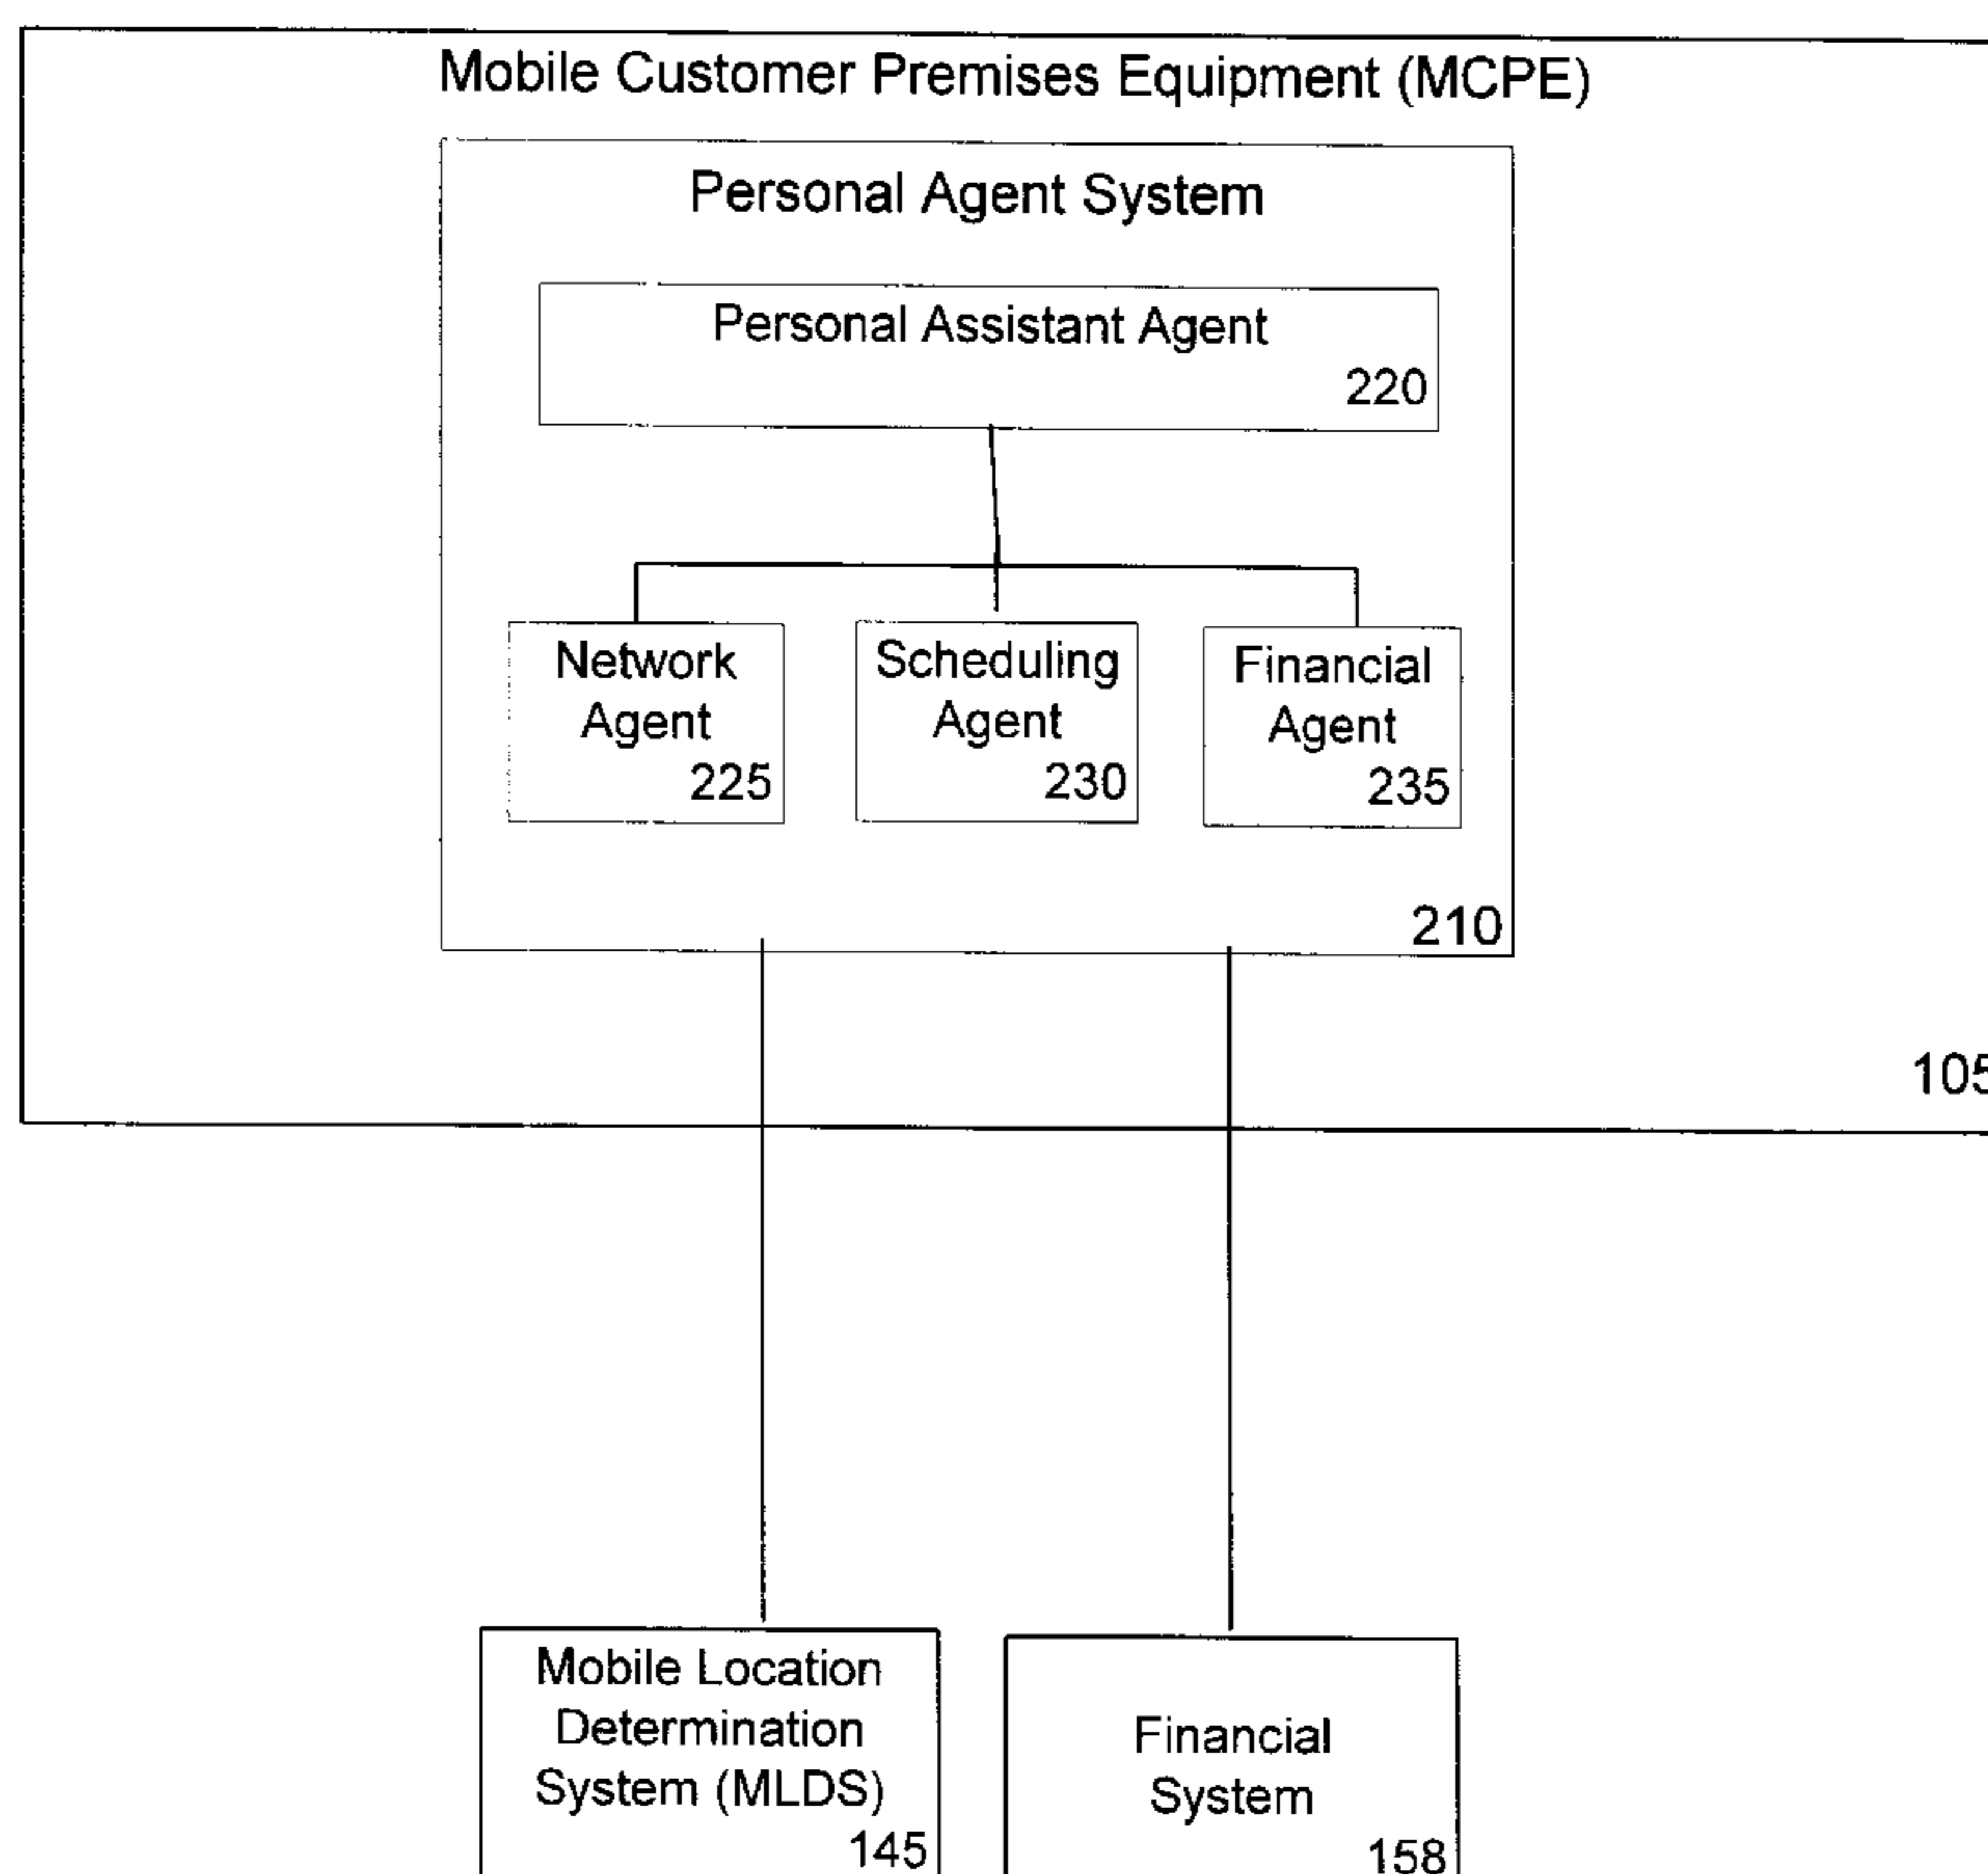 Mobile Customer Premises Equipment (MCPE)
Personal Agent System
Personal Assistant Agent
220
Network
Agent
225
Scheduling
Agent
230
Financial
Agent
235
210
105
Mobile Location
Determination
System (MLDS)
145
Financial
System
158